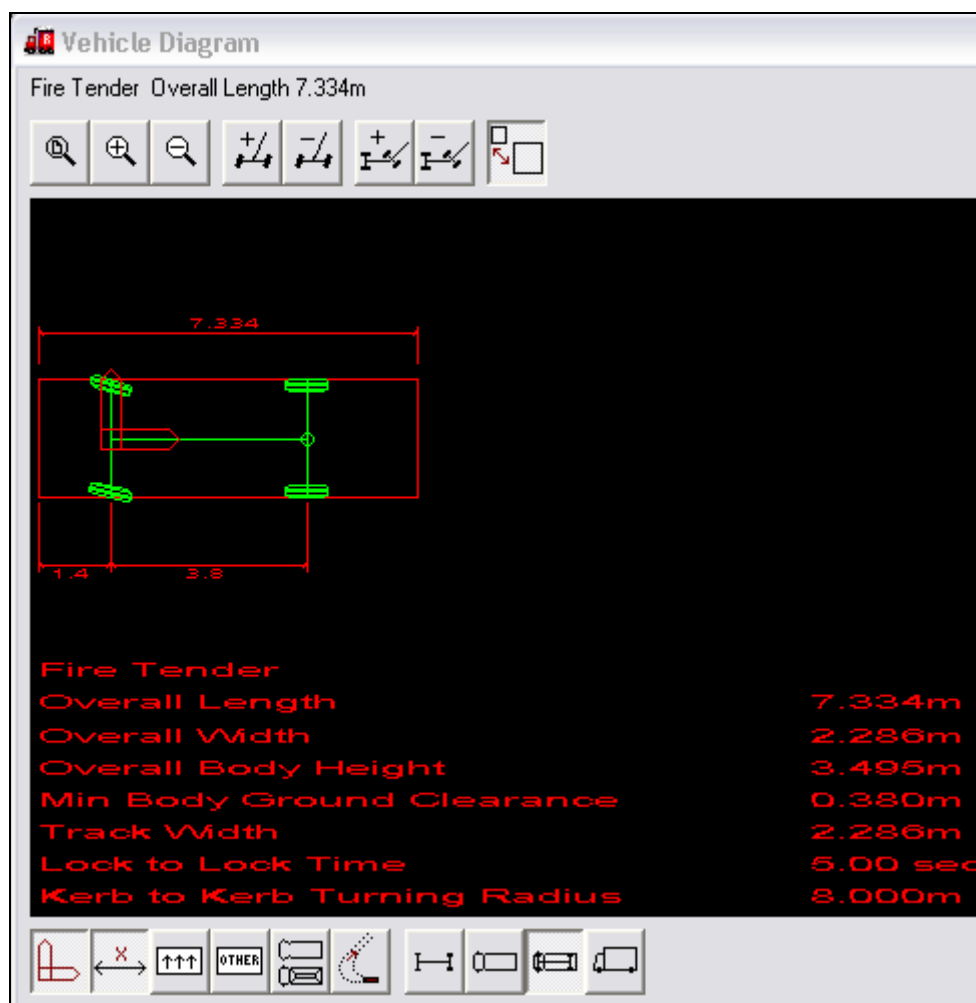 Vehicle Diagram
Fire Tender Overall Length 7.334m
7.334
1.4 3.8
Fire Tender
Overall Length 7.334m
Overall Width 2.286m
Overall Body Height 3.495m
Min Body Ground Clearance 0.380m
Track Width 2.286m
Lock to Lock Time 5.00 sec
Kerb to Kerb Turning Radius 8.000m
X OTHER